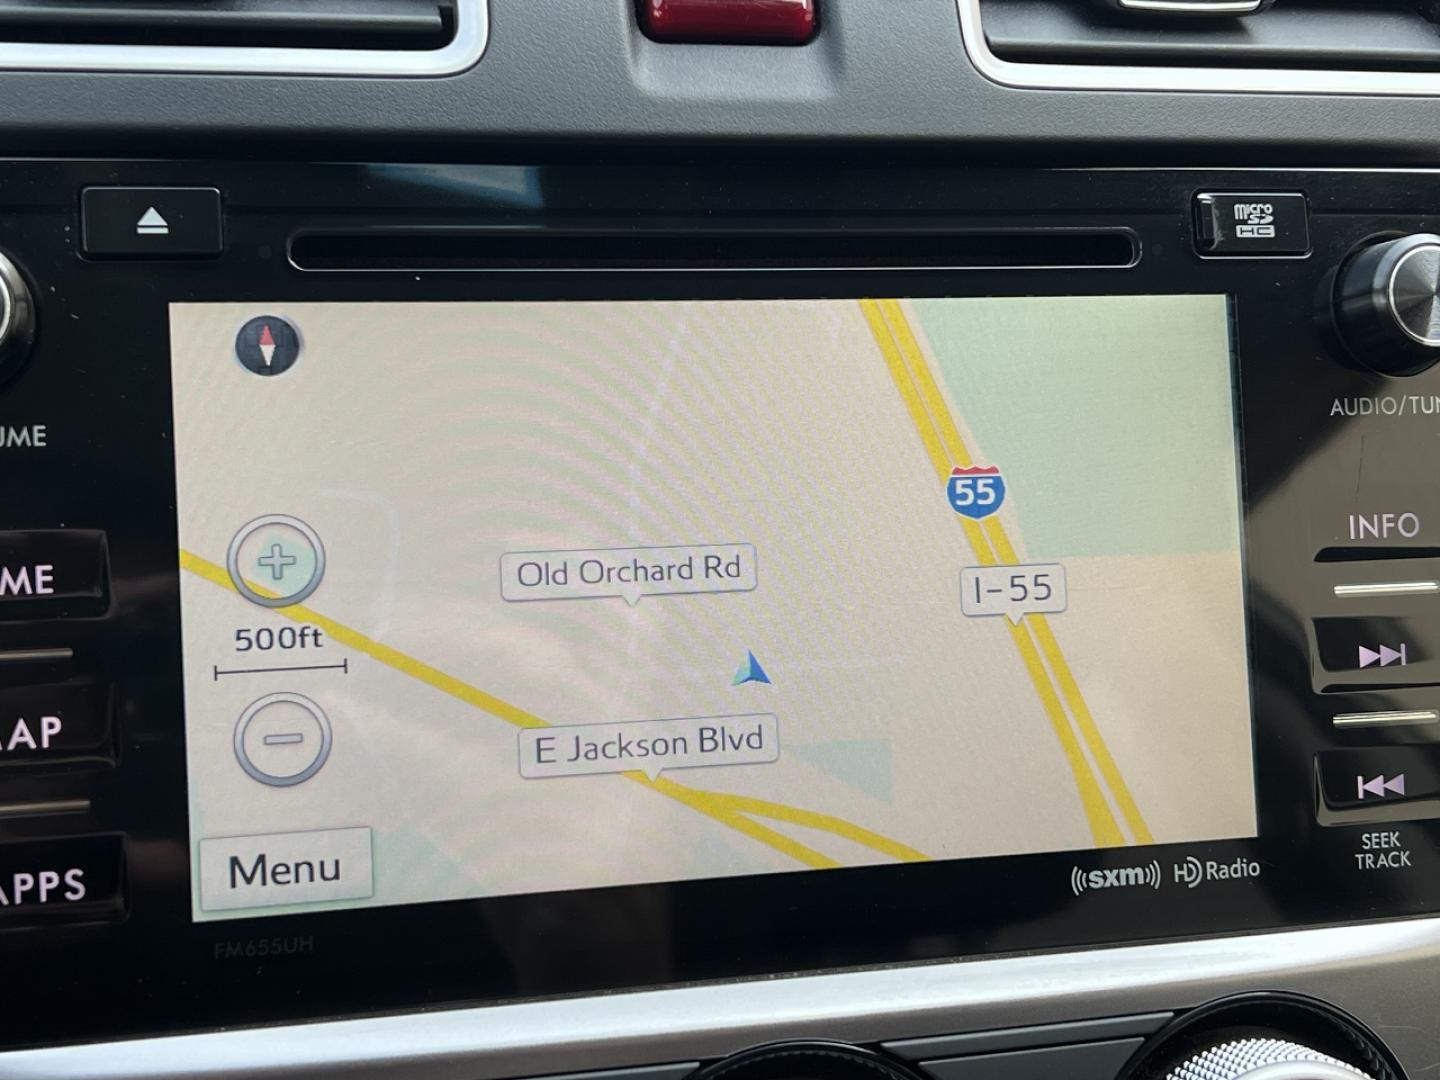 micro
SD
HC
UME
AUDIO/TUN
55
INFO
Old Orchard Rd
ME
I-55
500ft
E Jackson Blvd
AP
Menu
SEEK
TRACK
((sxm)) HD Radio
APPS
FM655UH